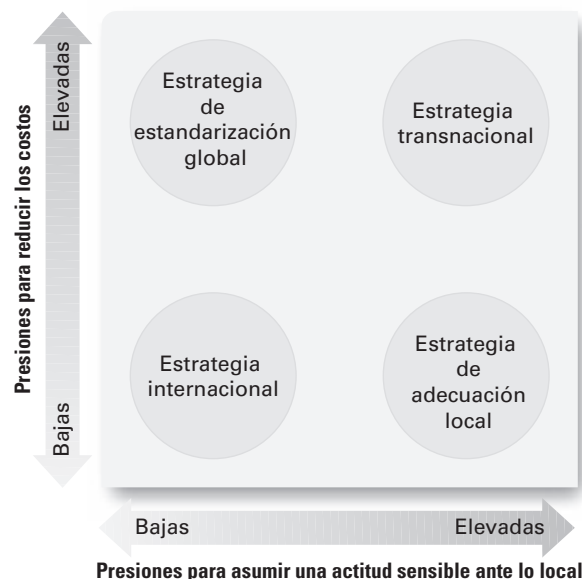 Presiones para reducir los costos
Elevadas
Bajas
Estrategia
de
estandarización
global
Estrategia
transnacional
Estrategia
internacional
Estrategia
de
adecuación
local
Bajas
Elevadas
Presiones para asumir una actitud sensible ante lo local